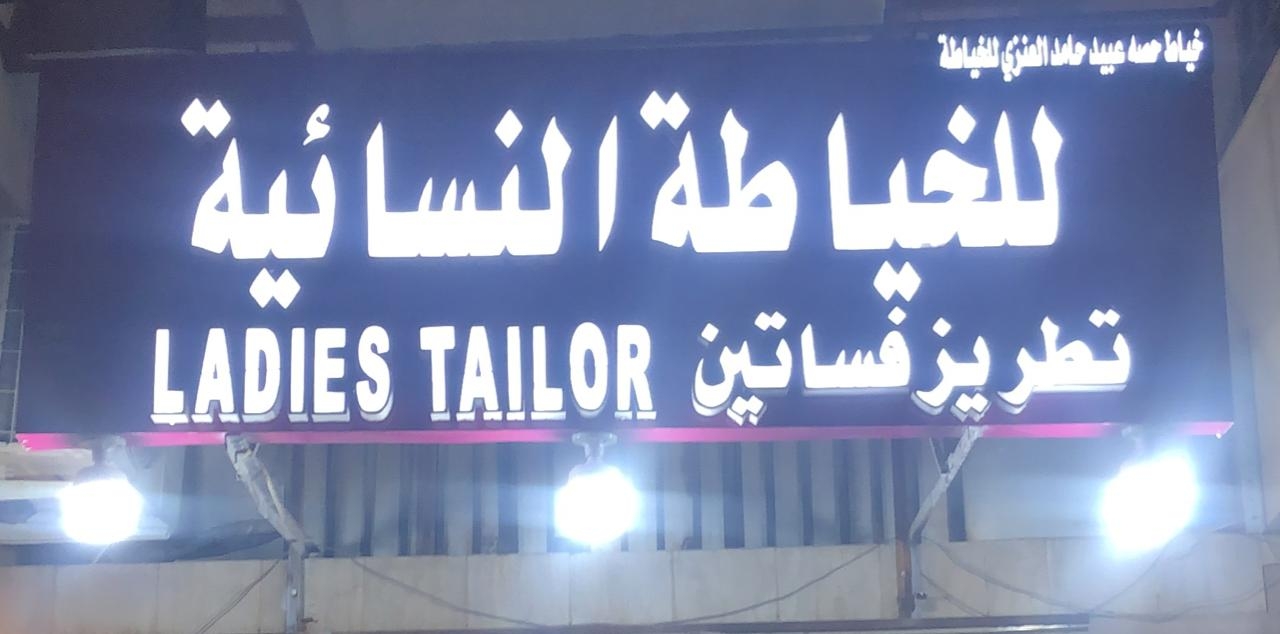 خياط حصه عبيد حامد العنزي للخياطة
للخياطة النسائية
تطريز فساتين LADIES TAILOR